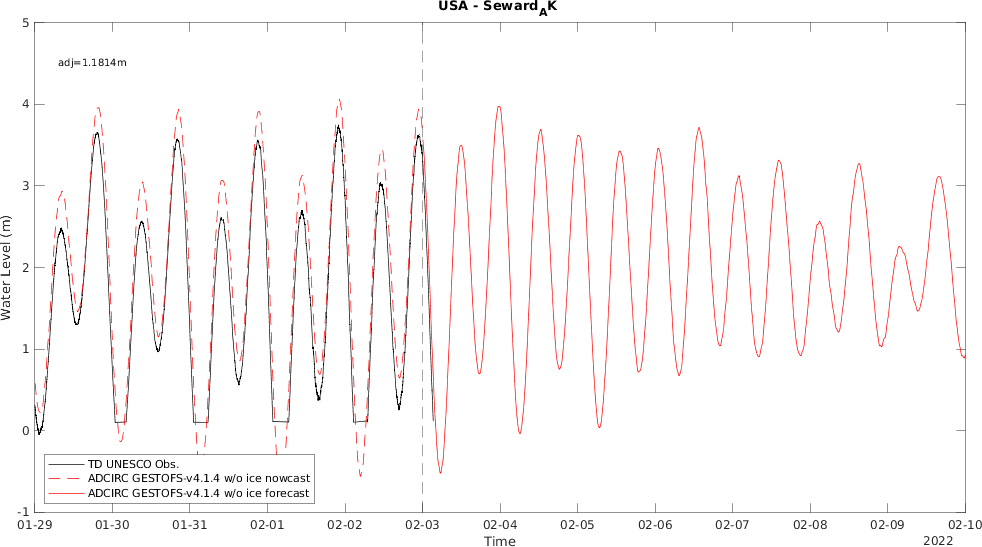 USA - Seward_AK
5
adj=1.1814m
4
3
2
1
0
-1
Water Level (m)
TD UNESCO Obs.
ADCIRC GESTOFS-v4.1.4 w/o ice nowcast
ADCIRC GESTOFS-v4.1.4 w/o ice forecast
01-29 01-30 01-31 02-01 02-02 02-03 02-04 02-05 02-06 02-07 02-08 02-09 02-10
Time
2022